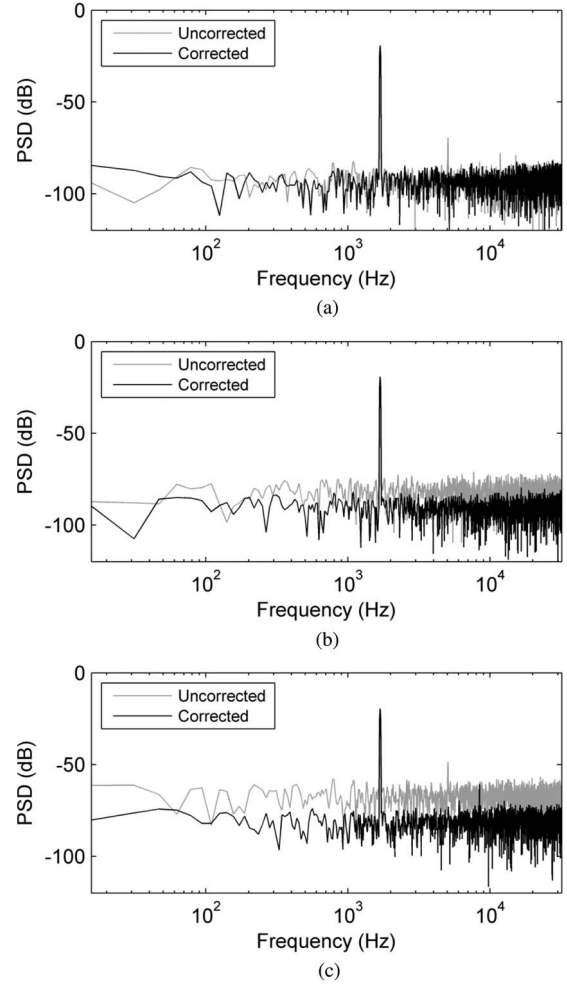 0
Uncorrected
Corrected
-50
-100
PSD (dB)
10^2
10^3
10^4
Frequency (Hz)
(a)
0
Uncorrected
Corrected
-50
-100
PSD (dB)
10^2
10^3
10^4
Frequency (Hz)
(b)
0
Uncorrected
Corrected
-50
-100
PSD (dB)
10^2
10^3
10^4
Frequency (Hz)
(c)